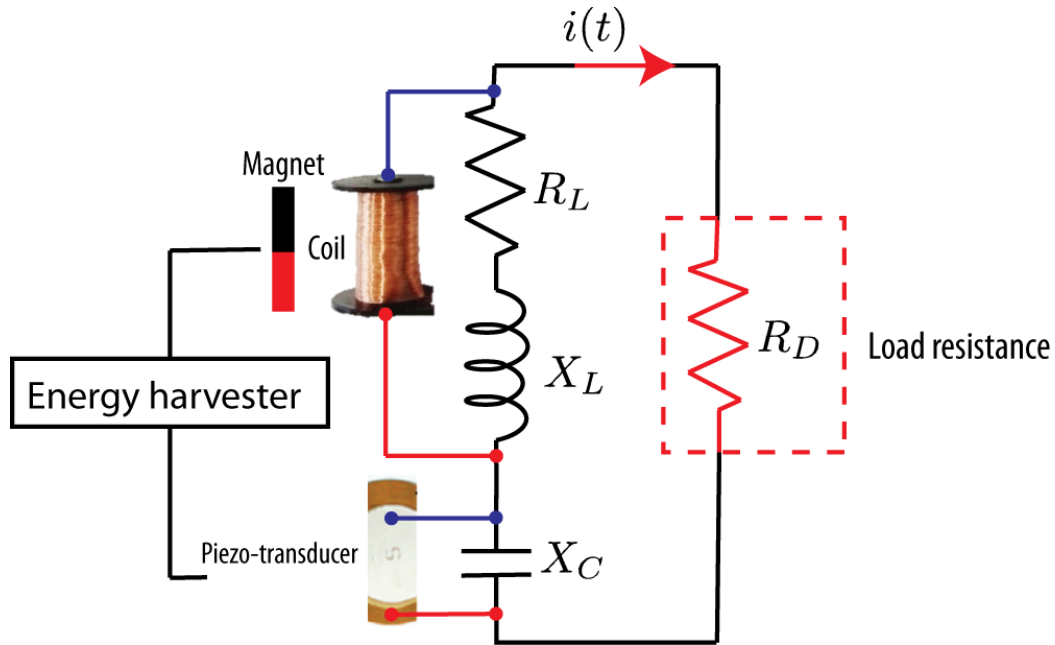 i(t)
Magnet
Coil
R_L
X_L
R_D
Load resistance
Energy harvester
Piezo-transducer
X_C